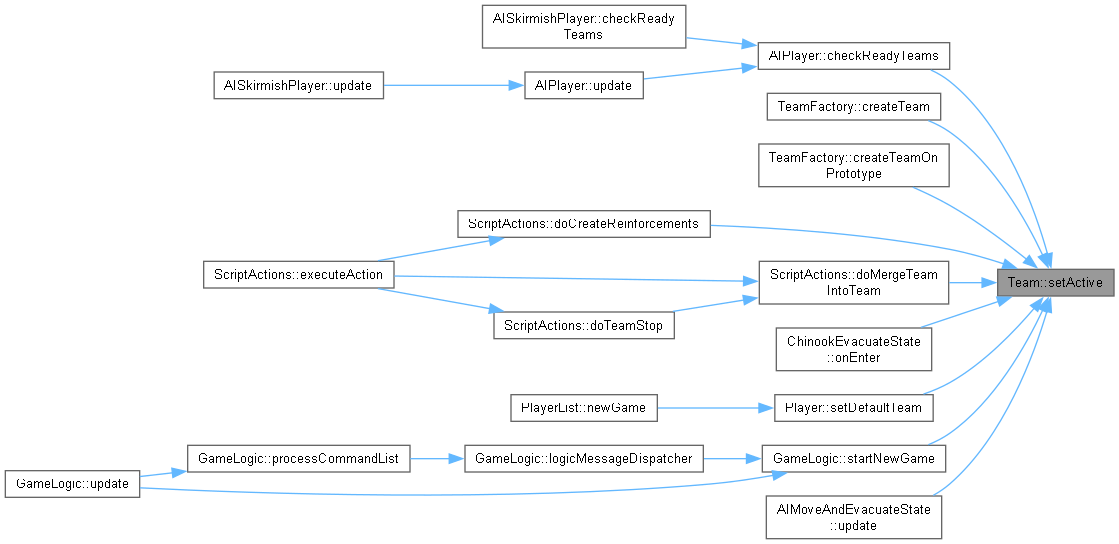 AISkirmishPlayer::checkReady
Teams
AIPlayer::checkReadyTeams
AISkirmishPlayer::update
AIPlayer::update
TeamFactory::createTeam
TeamFactory::createTeamOn
Prototype
ScriptActions::doCreateReinforcements
ScriptActions::executeAction
ScriptActions::doMergeTeam
IntoTeam
Team::setActive
ScriptActions::doTeamStop
ChinookEvacuateState
::onEnter
PlayerList::newGame
Player::setDefaultTeam
GameLogic::processCommandList
GameLogic::logicMessageDispatcher
GameLogic::startNewGame
GameLogic::update
AIMoveAndEvacuateState
::update